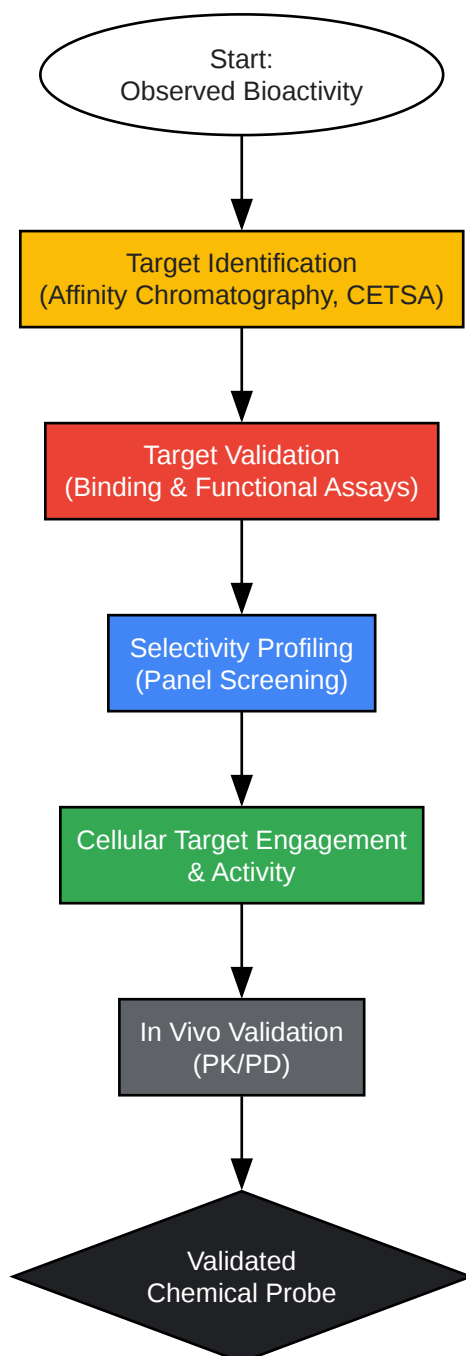 Start:
Observed Bioactivity
Target Identification
(Affinity Chromatography, CETSA)
Target Validation
(Binding & Functional Assays)
Selectivity Profiling
(Panel Screening)
Cellular Target Engagement
& Activity
In Vivo Validation
(PK/PD)
Validated
Chemical Probe